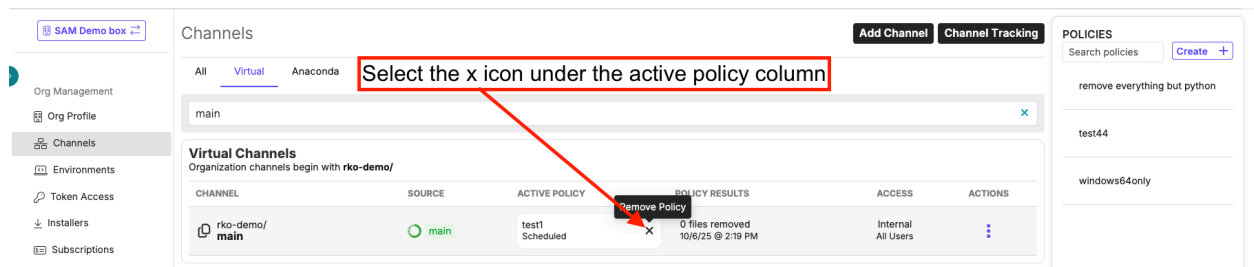 SAM Demo box
Org Management
Org Profile
Channels
Environments
Token Access
Installers
Subscriptions
Channels
Add Channel
Channel Tracking
All
Virtual
Anaconda
Select the x icon under the active policy column
main
Virtual Channels
Organization channels begin with rko-demo/
CHANNEL SOURCE ACTIVE POLICY POLICY RESULTS ACCESS ACTIONS
Remove Policy
rko-demo/
main
main
test1
Scheduled
0 files removed
10/6/25 @ 2:19 PM
Internal
All Users
POLICIES
Search policies
Create +
remove everything but python
test44
windows64only